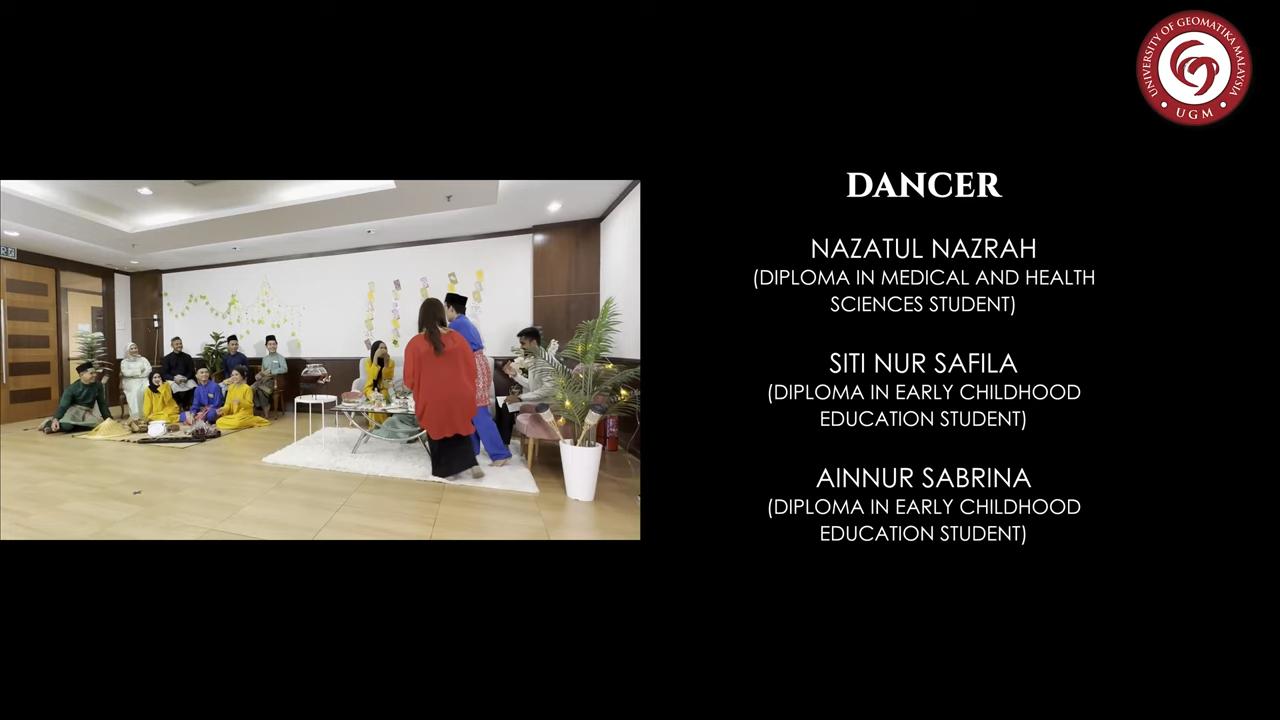 UNIVERSITY OF GEOMATIKA MALAYSIA
UGM
DANCER
NAZATUL NAZRAH
(DIPLOMA IN MEDICAL AND HEALTH
SCIENCES STUDENT)
SITI NUR SAFILA
(DIPLOMA IN EARLY CHILDHOOD
EDUCATION STUDENT)
AINNUR SABRINA
(DIPLOMA IN EARLY CHILDHOOD
EDUCATION STUDENT)